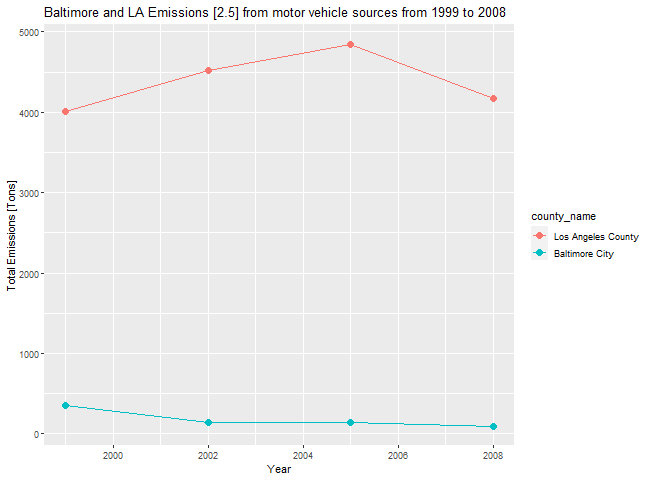 Baltimore and LA Emissions [2.5] from motor vehicle sources from 1999 to 2008
5000
4000
3000
2000
1000
0
Total Emissions [Tons]
2000 2002 2004 2006 2008
Year
county_name
Los Angeles County
Baltimore City